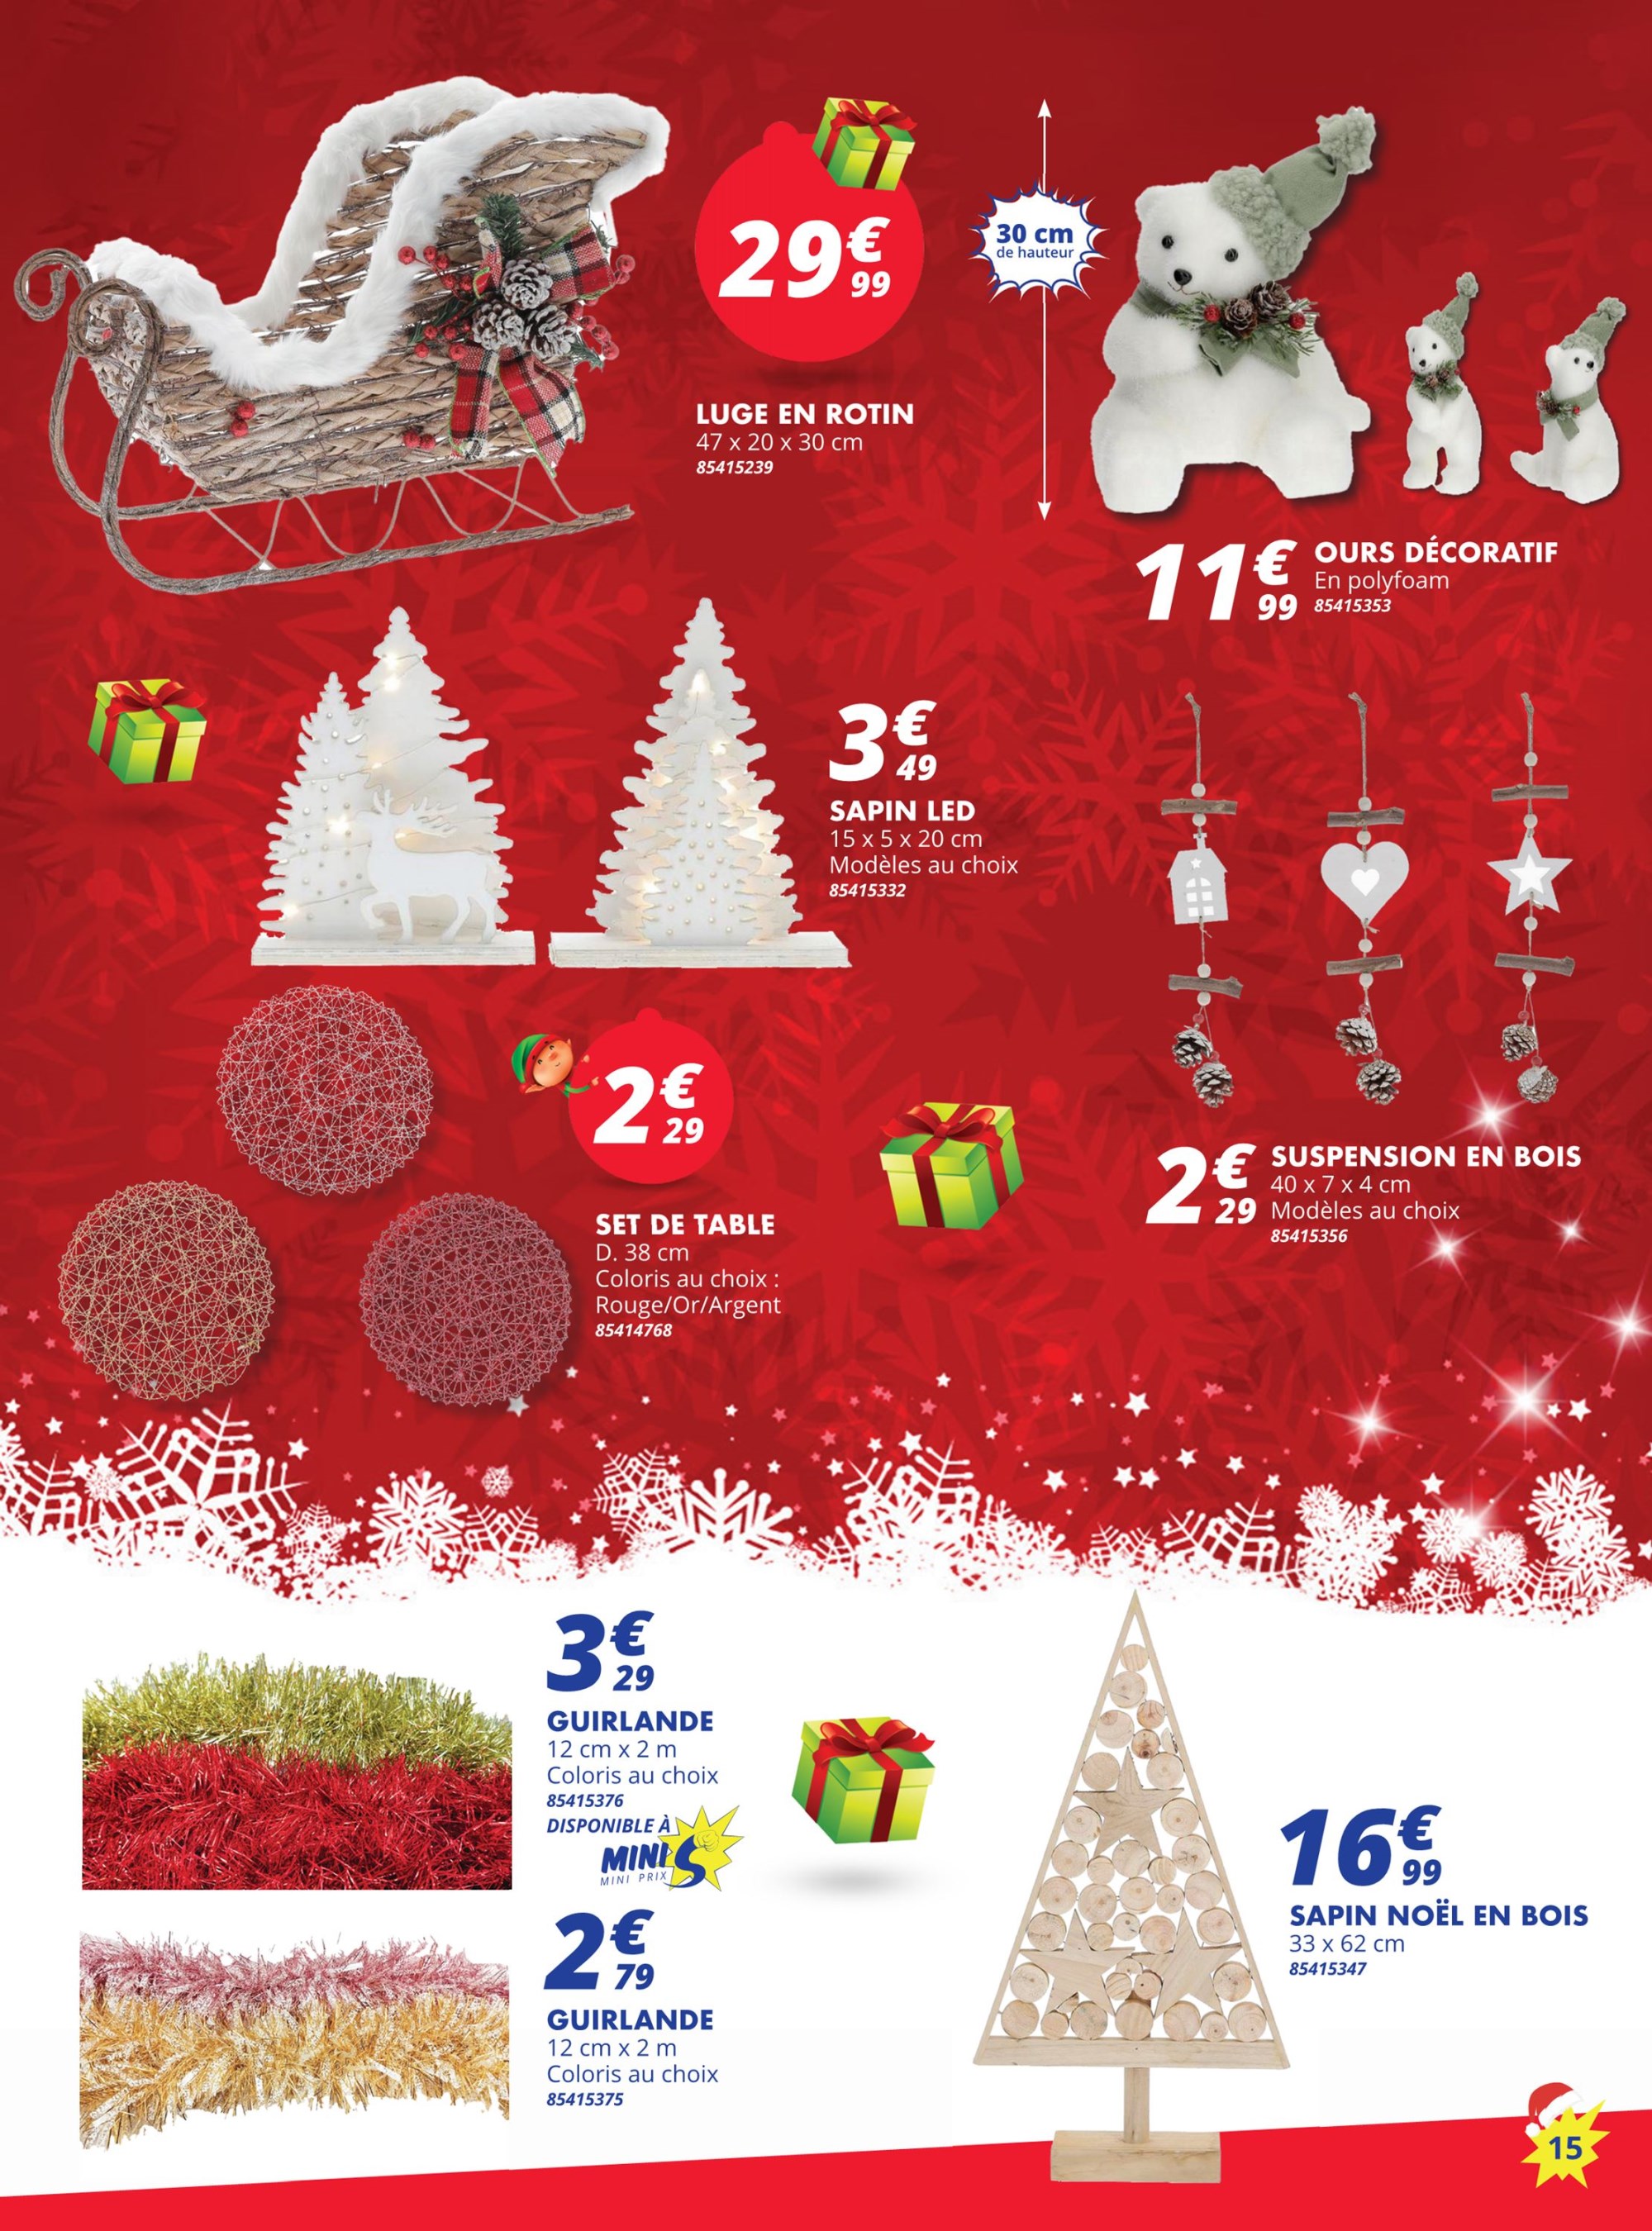 29€99
LUGE EN ROTIN
47 x 20 x 30 cm
85415239
30 cm
de hauteur
11€99
OURS DÉCORATIF
En polyfoam
85415353
3€49
SAPIN LED
15 x 5 x 20 cm
Modèles au choix
85415332
2€29
SET DE TABLE
D. 38 cm
Coloris au choix :
Rouge/Or/Argent
85414768
2€29
SUSPENSION EN BOIS
40 x 7 x 4 cm
Modèles au choix
85415356
3€29
GUIRLANDE
12 cm x 2 m
Coloris au choix
85415376
DISPONIBLE À
MINI S
MINI PRIX
2€79
GUIRLANDE
12 cm x 2 m
Coloris au choix
85415375
16€99
SAPIN NOËL EN BOIS
33 x 62 cm
85415347
15